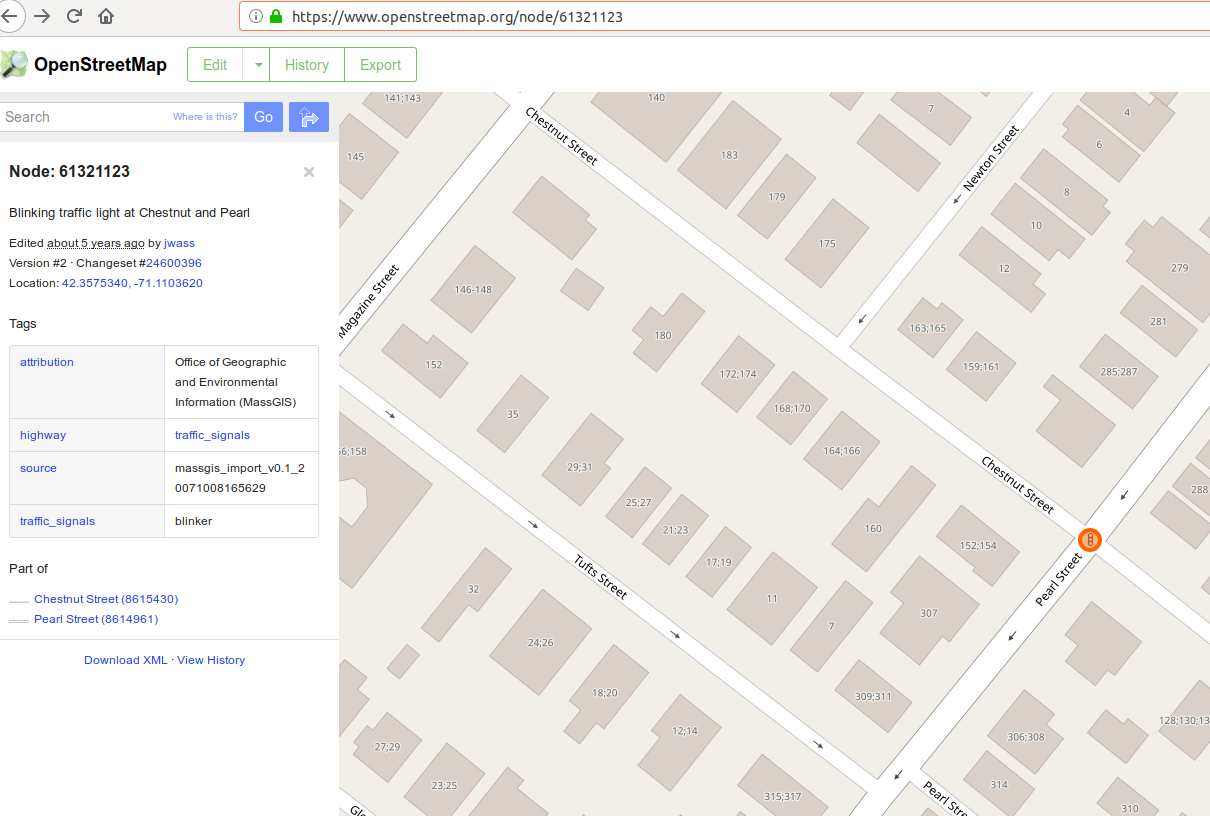 https://www.openstreetmap.org/node/61321123
OpenStreetMap
Edit
History
Export
Search
Where is this?
Go
Node: 61321123
Blinking traffic light at Chestnut and Pearl
Edited about 5 years ago by jwass
Version #2 · Changeset #24600396
Location: 42.3575340, -71.1103620
Tags
attribution
Office of Geographic
and Environmental
Information (MassGIS)
highway
traffic_signals
source
massgis_import_v0.1_2
0071008165629
traffic_signals
blinker
Part of
Chestnut Street (8615430)
Pearl Street (8614961)
Download XML · View History
141;143
140
7
4
Chestnut Street
6
145
183
Newton Street
179
8
10
175
12
279
Magazine Street
146-148
281
163;165
180
152
159;161
285;287
172;174
35
168;170
164;166
6;158
29;31
Chestnut Street
288
25;27
21;23
160
152;154
17;19
Tufts Street
Pearl Street
32
11
307
7
24;26
18;20
309;311
12;14
306;308
128;130;13
27;29
23;25
315;317
314
310
Pearl Stre
Glo